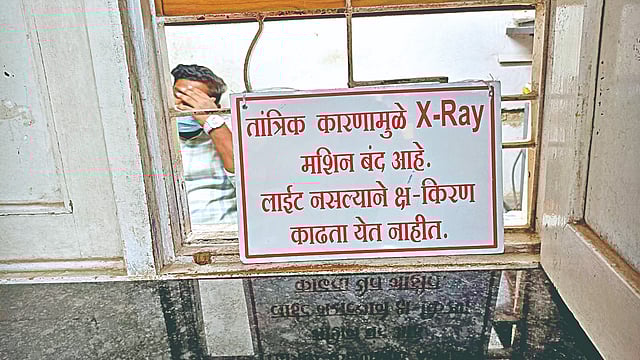 तांत्रिक कारणामुळे X-Ray
मशिन बंद आहे.
लाईट नसल्याने क्ष-किरण
काढता येत नाहीत.